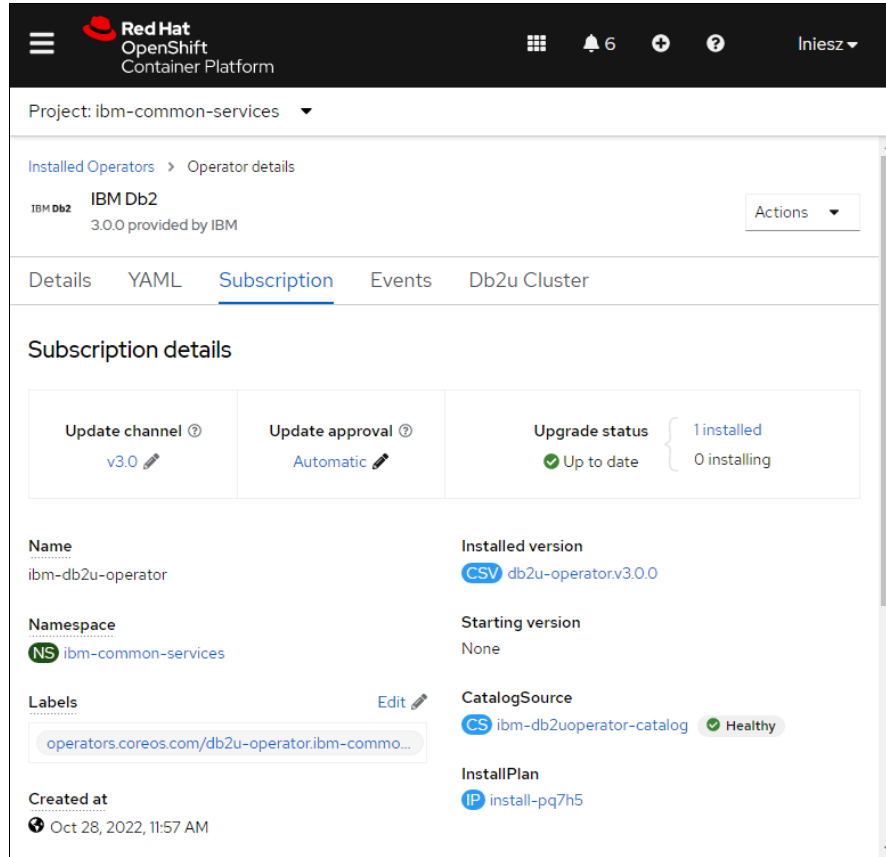 Red Hat
OpenShift
Container Platform
6
Iniesz
Project: ibm-common-services
Installed Operators > Operator details
IBM Db2
IBM Db2
3.0.0 provided by IBM
Actions
Details YAML Subscription Events Db2u Cluster
Subscription details
Update channel Update approval Upgrade status 1 installed
v3.0 Automatic Up to date 0 installing
Name
ibm-db2u-operator
Namespace
NS ibm-common-services
Labels Edit
operators.coreos.com/db2u-operator.ibm-commo...
Created at
Oct 28, 2022, 11:57 AM
Installed version
CSV db2u-operator.v3.0.0
Starting version
None
CatalogSource
CS ibm-db2uoperator-catalog Healthy
InstallPlan
IP install-pq7h5